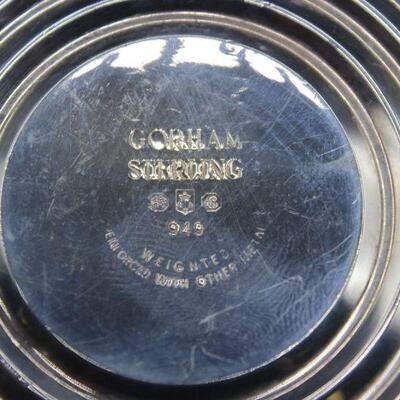 GORHAM
STERLING
949
WEIGHTED
REINFORCED WITH OTHER METAL